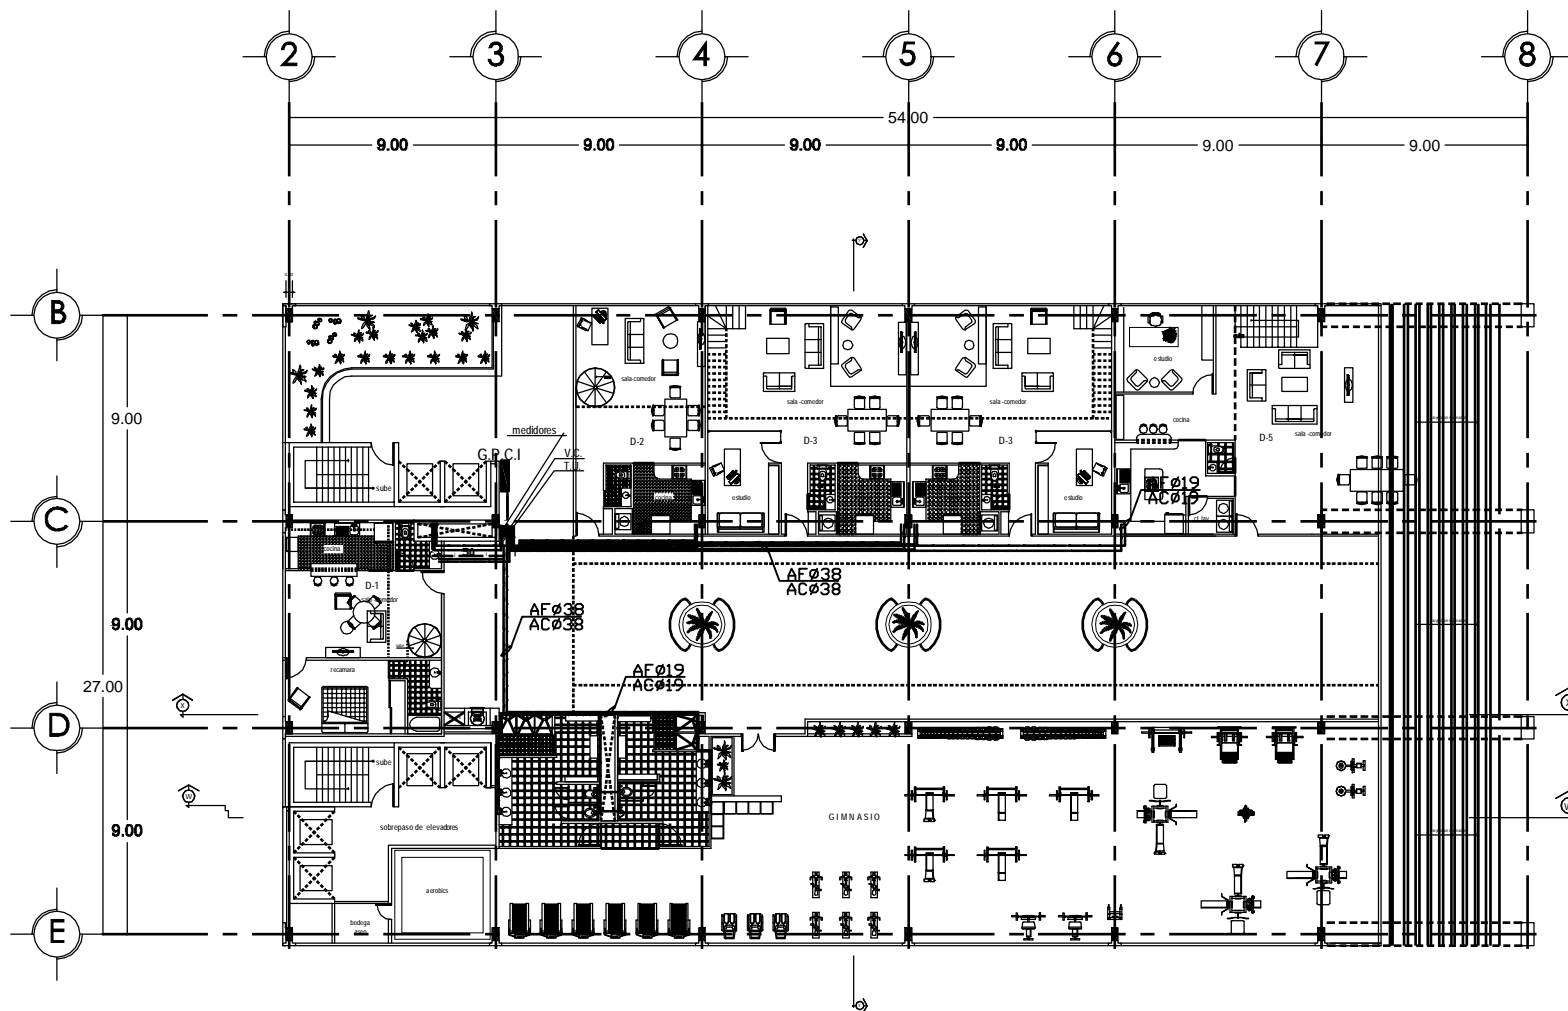 2 3 4 5 6 7 8
54.00
9.00 9.00 9.00 9.00 9.00 9.00
B
C
D
E
9.00
9.00
27.00
9.00
sube
G.P.C.I
medidores
V.C.
T.U.
sala-comedor
D-2
sala -comedor
D-3
estudio
sala -comedor
D-3
estudio
estudio
cocina
D-5
sala -comedor
AFø19
ACø19
cocina
D-1
recamara
AFø38
ACø38
AFø38
ACø38
AFø19
ACø19
X
W
sube
sobrepaso de elevadores
aerobics
bodega
GIMNASIO